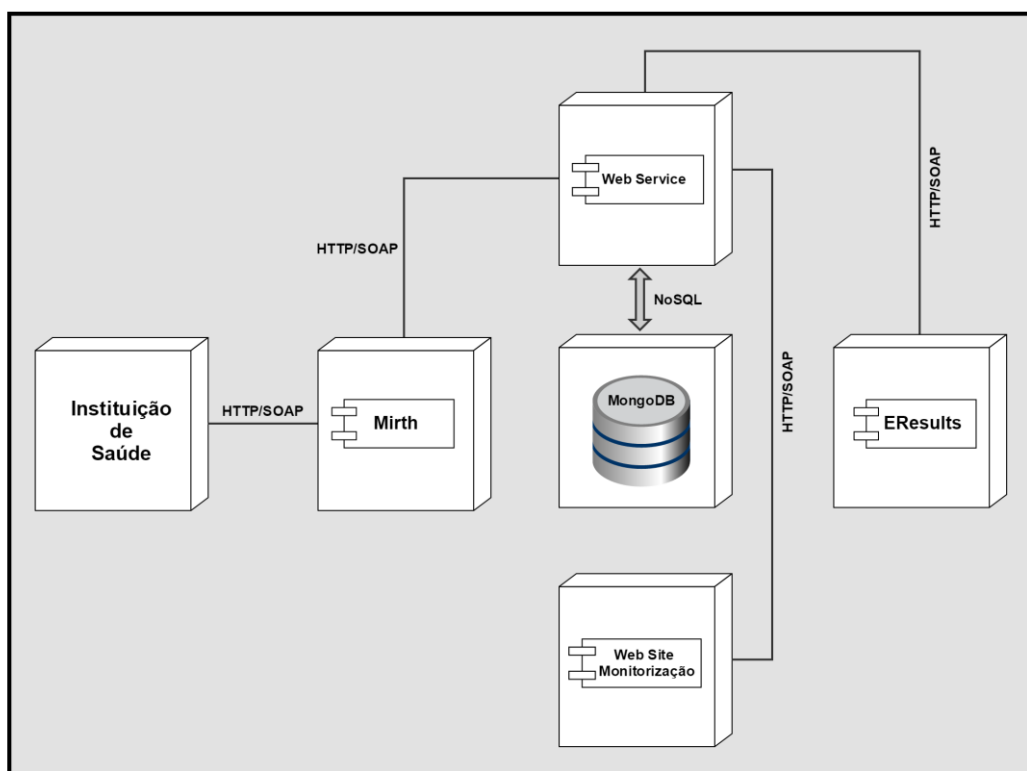 Web Service
HTTP/SOAP
HTTP/SOAP
NoSQL
Instituição
de
Saúde
HTTP/SOAP
Mirth
MongoDB
HTTP/SOAP
EResults
Web Site
Monitorização